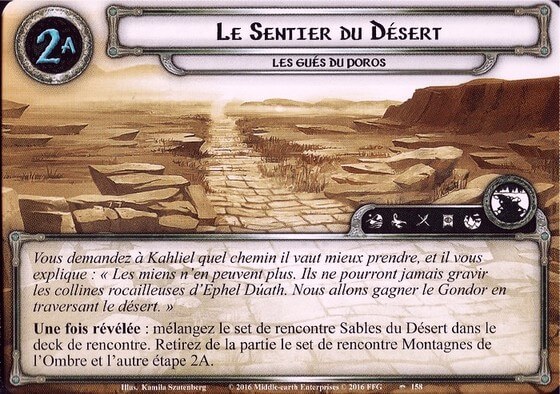 2A
Le Sentier du Désert
Les Gués du Poros
Vous demandez à Kahliel quel chemin il vaut mieux prendre, et il vous
explique : « Les miens n'en peuvent plus. Ils ne pourront jamais gravir
les collines rocailleuses d'Ephel Dúath. Nous allons gagner le Gondor en
traversant le désert. »
Une fois révélée : mélangez le set de rencontre Sables du Désert dans le
deck de rencontre. Retirez de la partie le set de rencontre Montagnes de
l'Ombre et l'autre étape 2A.
Illus. Kamila Szutenberg © 2016 Middle-earth Enterprises © 2016 FFG 158